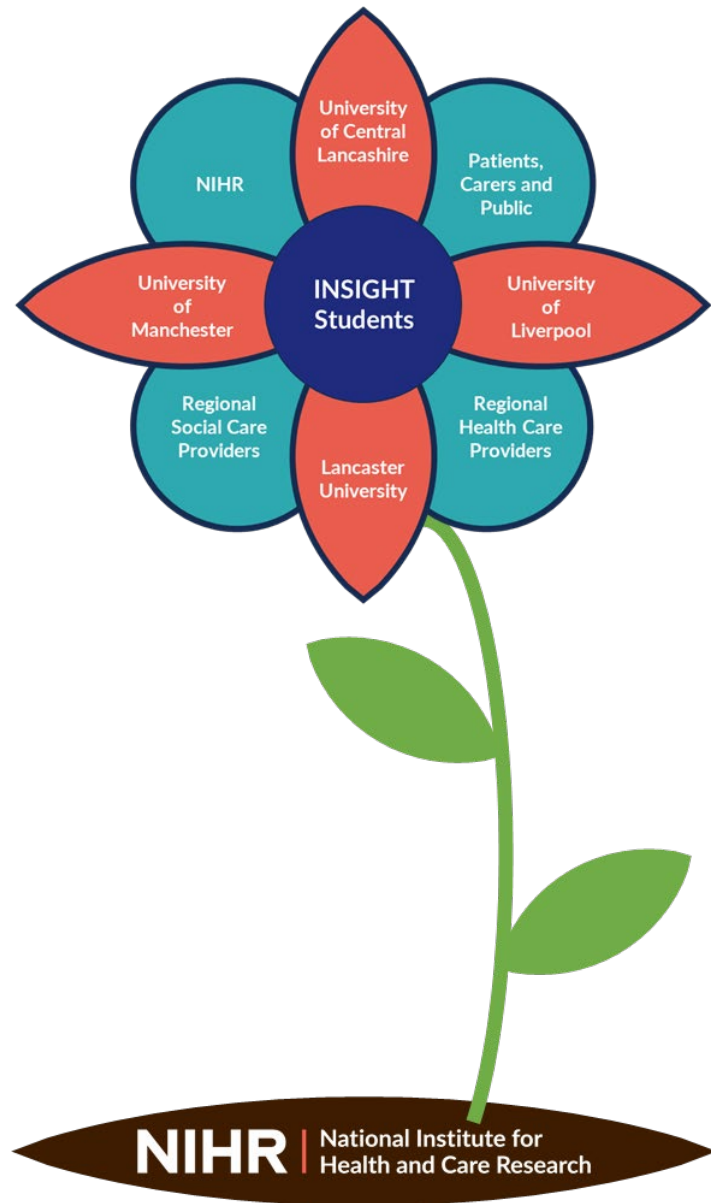 University
of Central
Lancashire
NIHR
Patients,
Carers and
Public
University
of
Manchester
INSIGHT
Students
University
of
Liverpool
Regional
Social Care
Providers
Lancaster
University
Regional
Health Care
Providers
NIHR | National Institute for
Health and Care Research